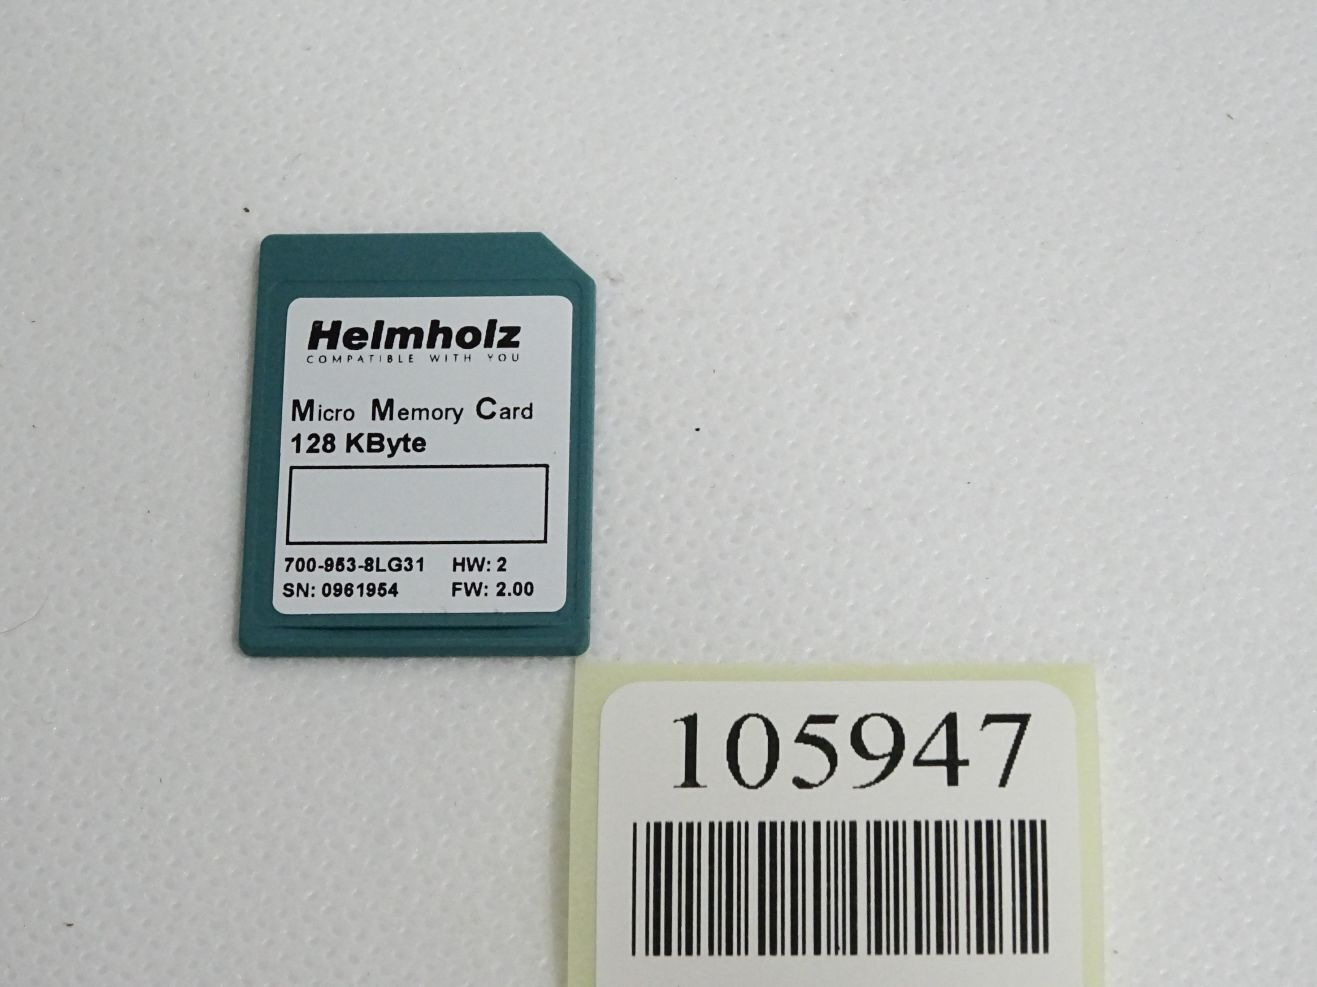 Helmholz
COMPATIBLE WITH YOU
Micro Memory Card
128 KByte
700-953-8LG31 HW: 2
SN: 0961954 FW: 2.00
105947